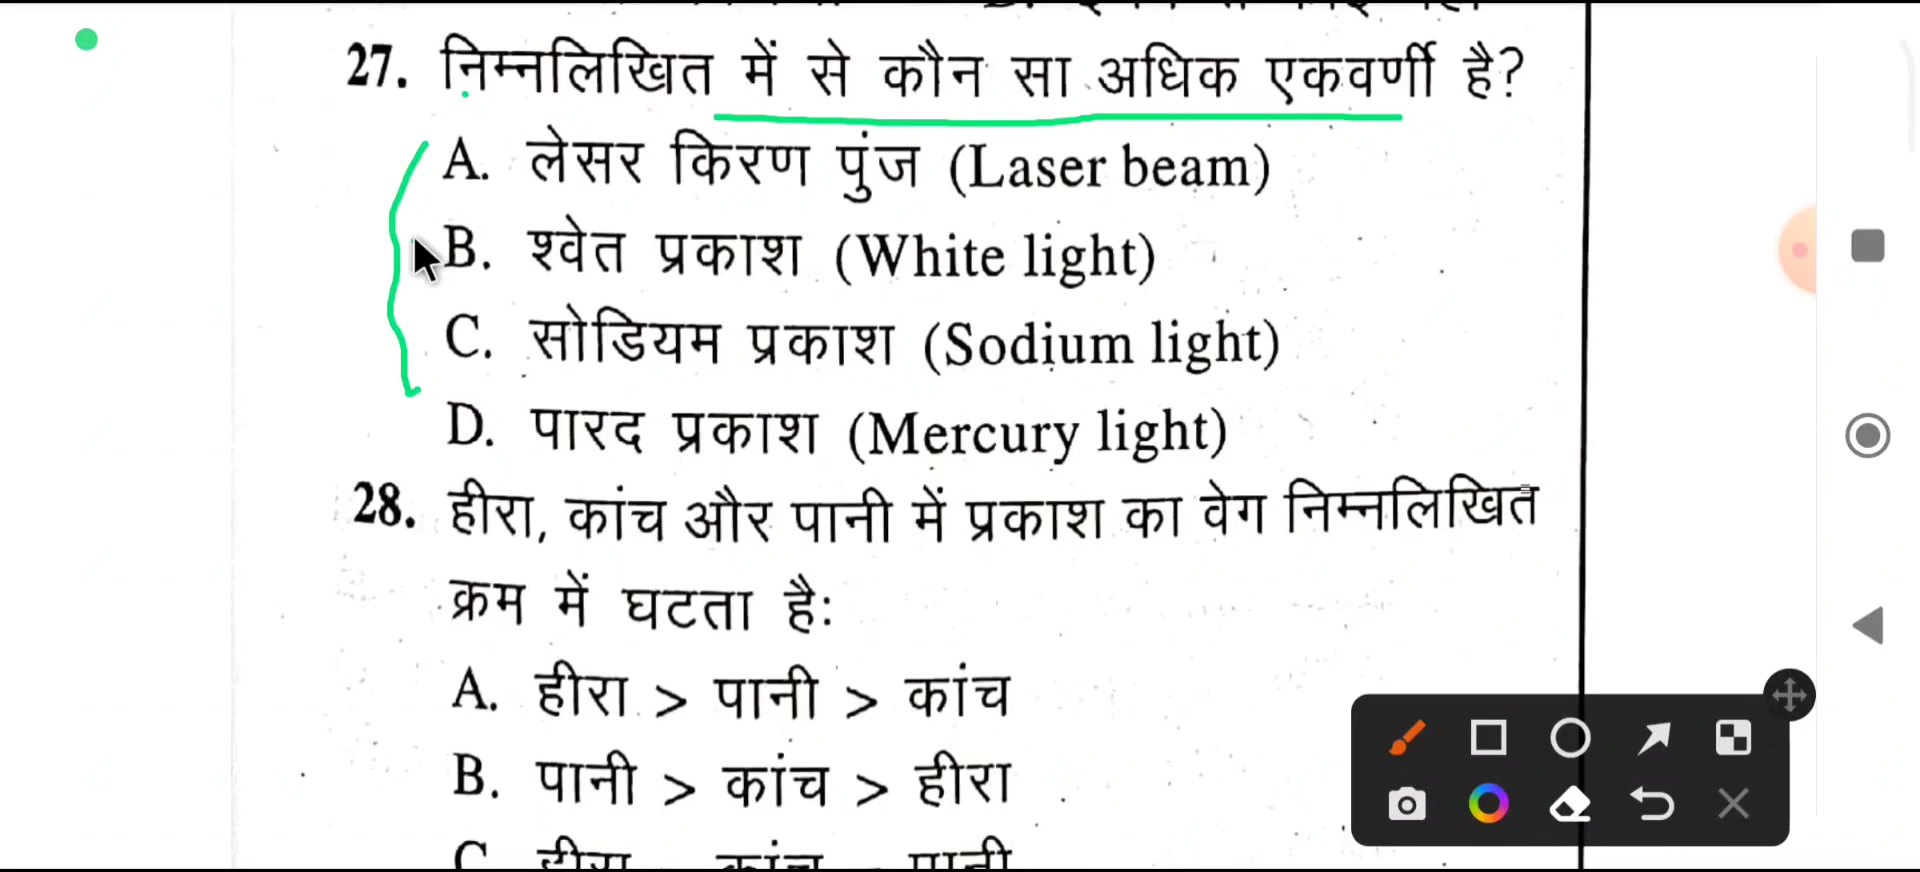 27. निम्नलिखित में से कौन सा अधिक एकवर्णी है?
A. लेसर किरण पुंज (Laser beam)
B. श्वेत प्रकाश (White light)
C. सोडियम प्रकाश (Sodium light)
D. पारद प्रकाश (Mercury light)
28. हीरा, कांच और पानी में प्रकाश का वेग निम्नलिखित
क्रम में घटता है:
A. हीरा > पानी > कांच
B. पानी > कांच > हीरा